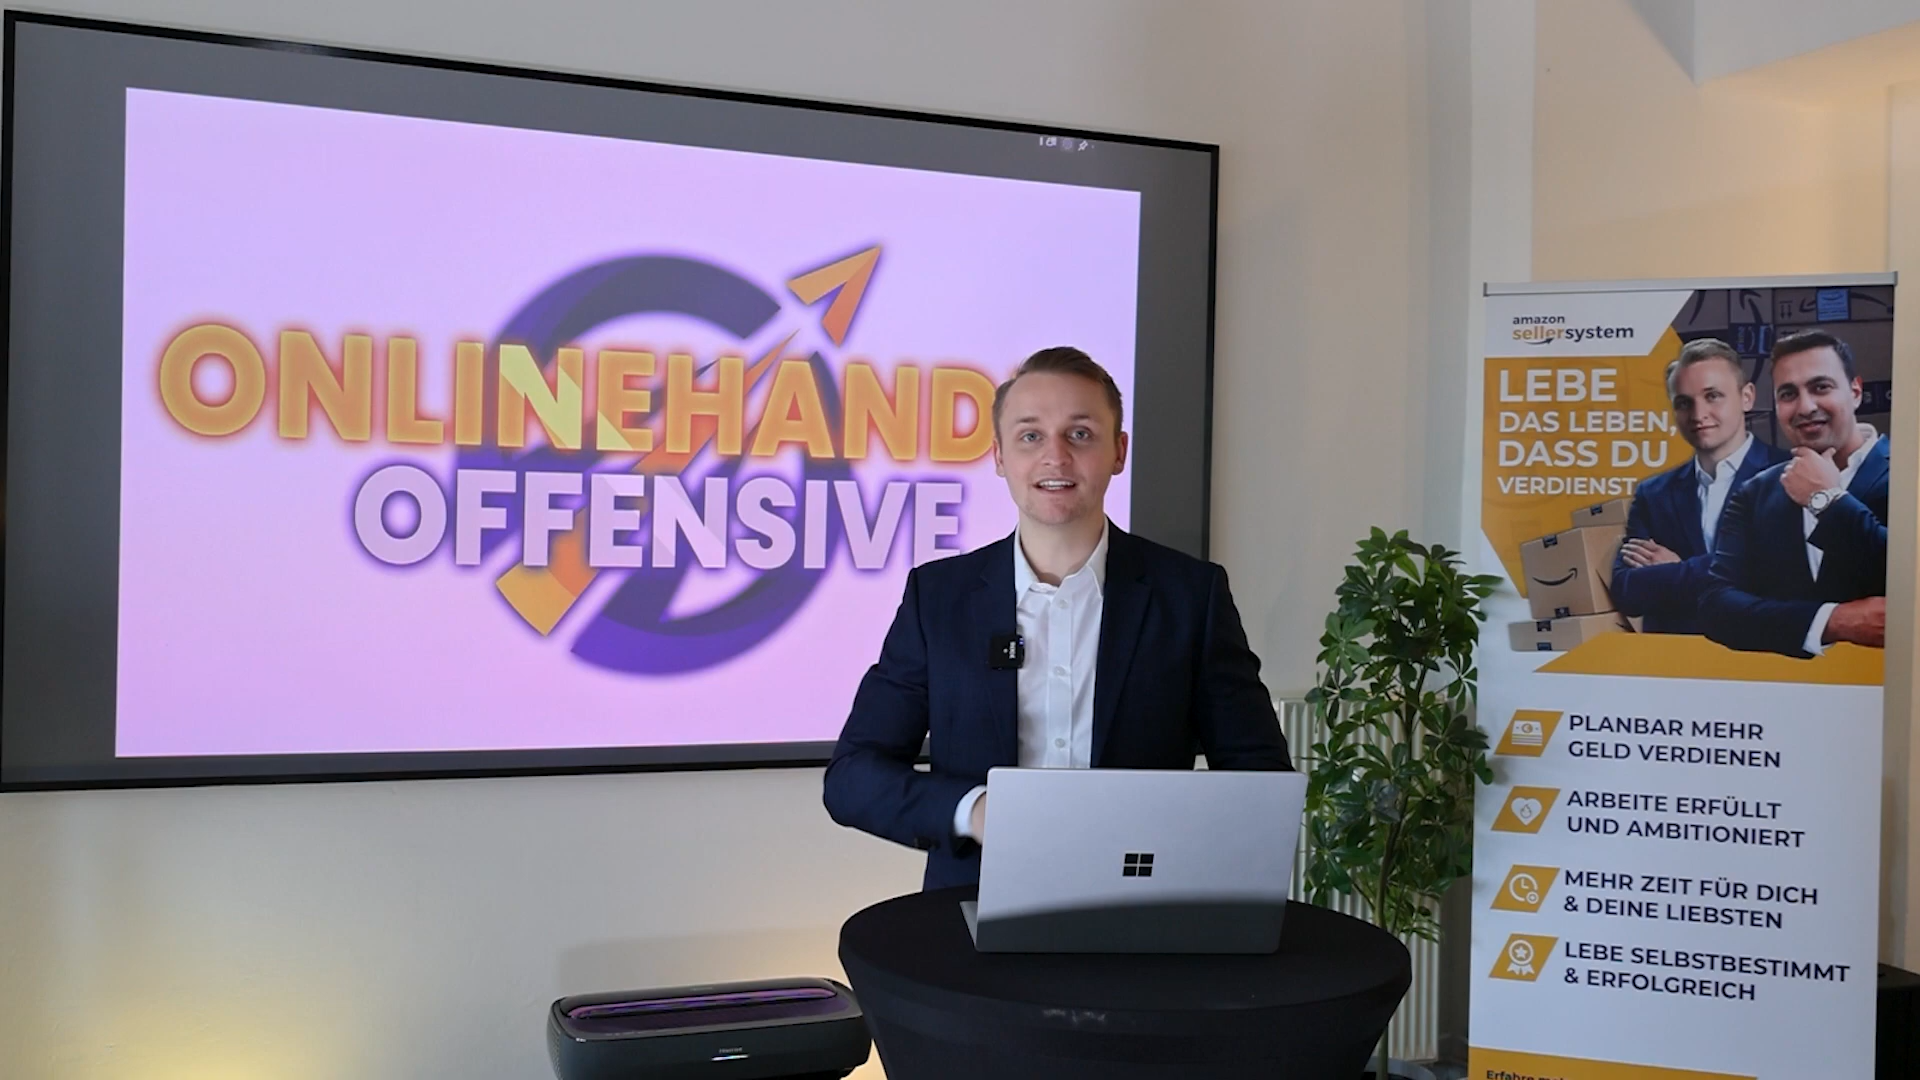 ONLINEHAND
OFFENSIVE
amazon
sellersystem
LEBE
DAS LEBEN,
DASS DU
VERDIENST
PLANBAR MEHR
GELD VERDIENEN
ARBEITE ERFÜLLT
UND AMBITIONIERT
MEHR ZEIT FÜR DICH
& DEINE LIEBSTEN
LEBE SELBSTBESTIMMT
& ERFOLGREICH
Erfahre